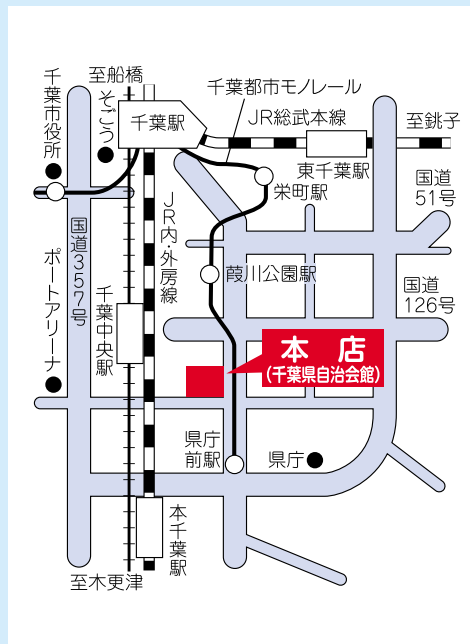 至船橋
千葉都市モノレール
千葉市役所
そごう
千葉駅
JR総武本線
至銚子
東千葉駅
国道
51号
栄町駅
JR内・外房線
国道357号
ポートアリーナ
葭川公園駅
千葉中央駅
国道
126号
本店
(千葉県自治会館)
県庁
前駅
県庁
本千葉駅
至木更津